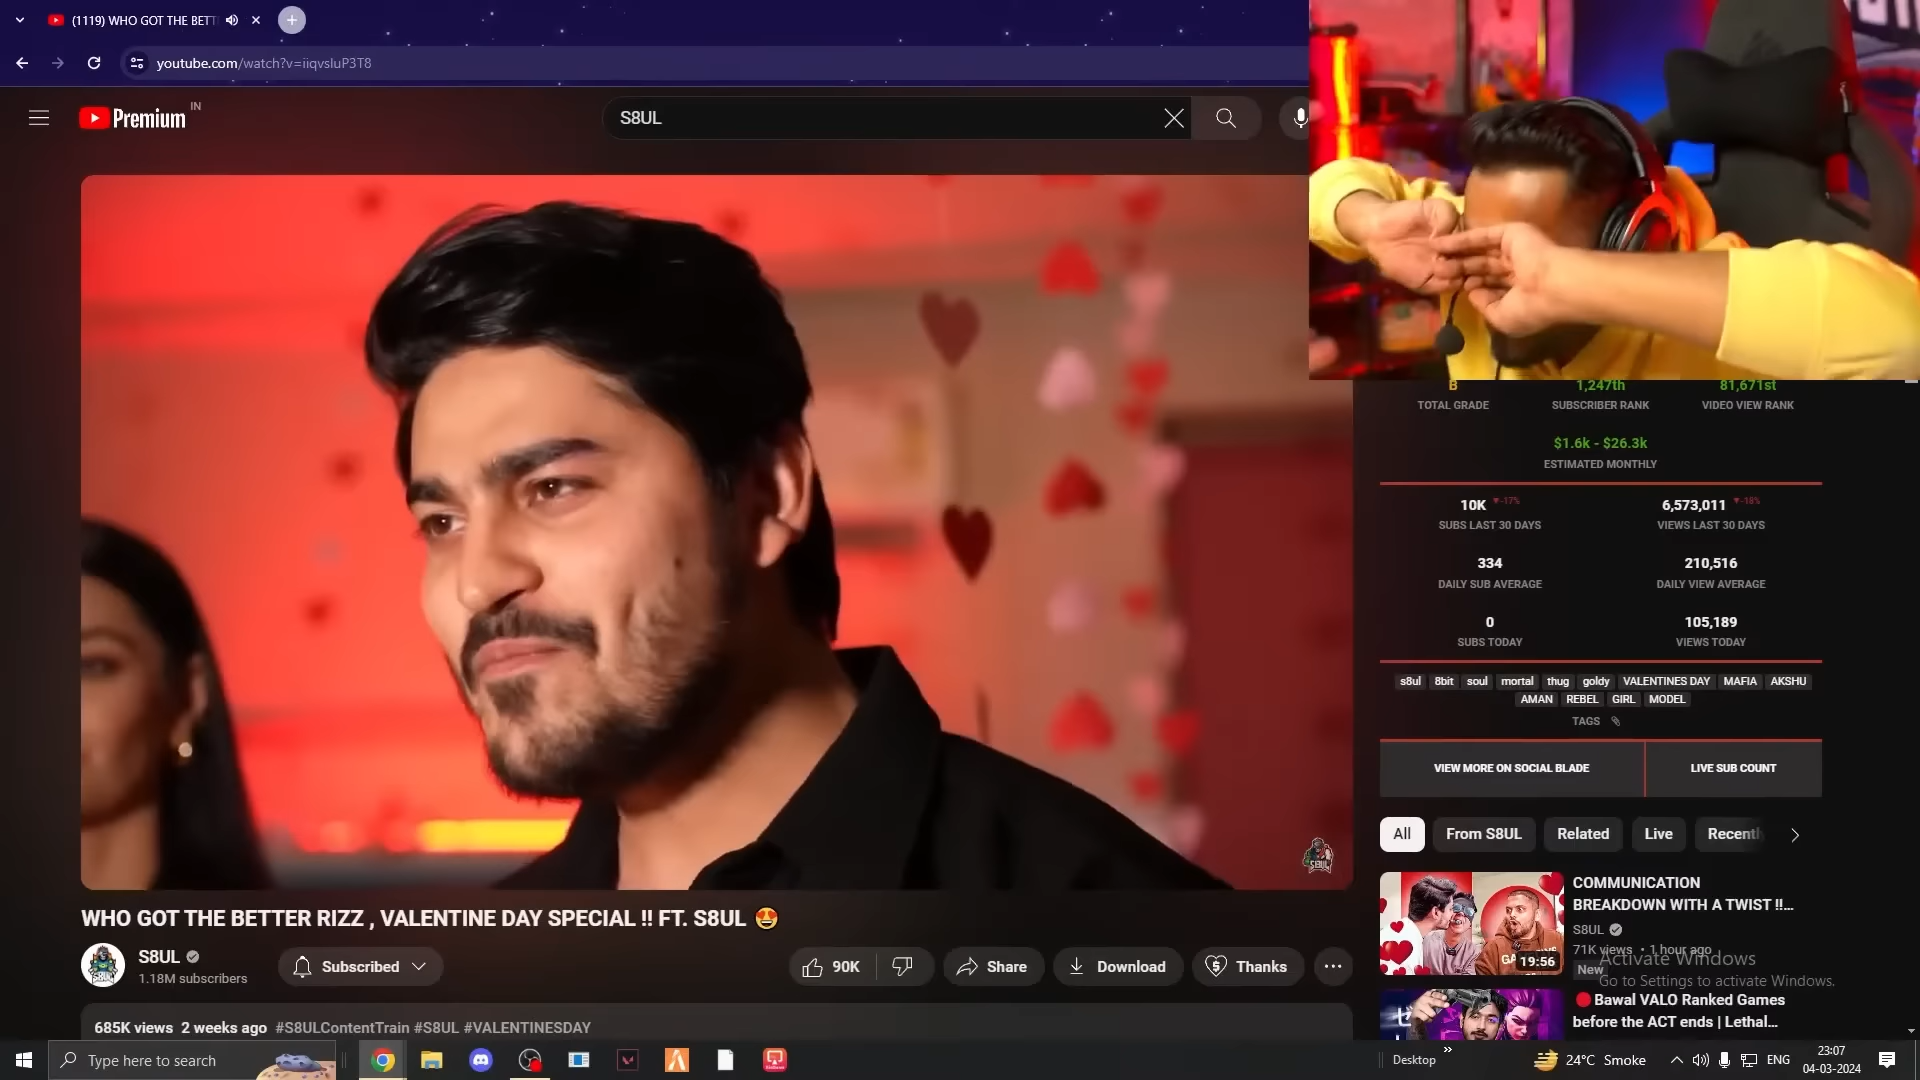 (1119) WHO GOT THE BETT
youtube.com/watch?v=iiqvsluP3T8
Premium IN
S8UL
B 1,247th 81,671st
TOTAL GRADE SUBSCRIBER RANK VIDEO VIEW RANK
$1.6k - $26.3k
ESTIMATED MONTHLY
10K -17% 6,573,011 -18%
SUBS LAST 30 DAYS VIEWS LAST 30 DAYS
334 210,516
DAILY SUB AVERAGE DAILY VIEW AVERAGE
0 105,189
SUBS TODAY VIEWS TODAY
s8ul 8bit soul mortal thug goldy VALENTINES DAY MAFIA AKSHU
AMAN REBEL GIRL MODEL
TAGS
VIEW MORE ON SOCIAL BLADE LIVE SUB COUNT
All From S8UL Related Live Recently
COMMUNICATION
BREAKDOWN WITH A TWIST !!...
S8UL
71K views • 1 hour ago
New
19:56
Activate Windows
Go to Settings to activate Windows.
Bawal VALO Ranked Games
before the ACT ends | Lethal...
WHO GOT THE BETTER RIZZ , VALENTINE DAY SPECIAL !! FT. S8UL 😍
S8UL
1.18M subscribers
Subscribed
90K
Share
Download
Thanks
685K views 2 weeks ago #S8ULContentTrain #S8UL #VALENTINESDAY
Type here to search
Desktop
24°C Smoke
ENG
23:07
04-03-2024